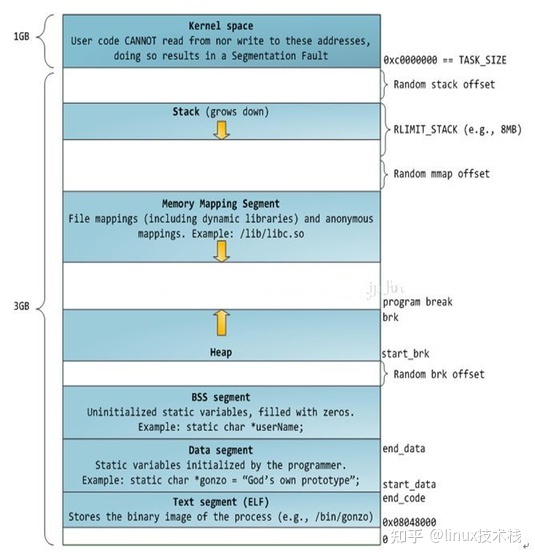 Kernel space
1GB
User code CANNOT read from nor write to these addresses,
doing so results in a Segmentation Fault
0xc0000000 == TASK_SIZE
Random stack offset
Stack (grows down)
RLIMIT_STACK (e.g., 8MB)
Random mmap offset
Memory Mapping Segment
File mappings (including dynamic libraries) and anonymous
mappings. Example: /lib/libc.so
3GB
program break
brk
Heap
start_brk
Random brk offset
BSS segment
Uninitialized static variables, filled with zeros.
Example: static char *userName;
Data segment
end_data
Static variables initialized by the programmer.
Example: static char *gonzo = “God’s own prototype”;
start_data
end_code
Text segment (ELF)
Stores the binary image of the process (e.g., /bin/gonzo)
0x08048000
0
知乎 @linux技术栈